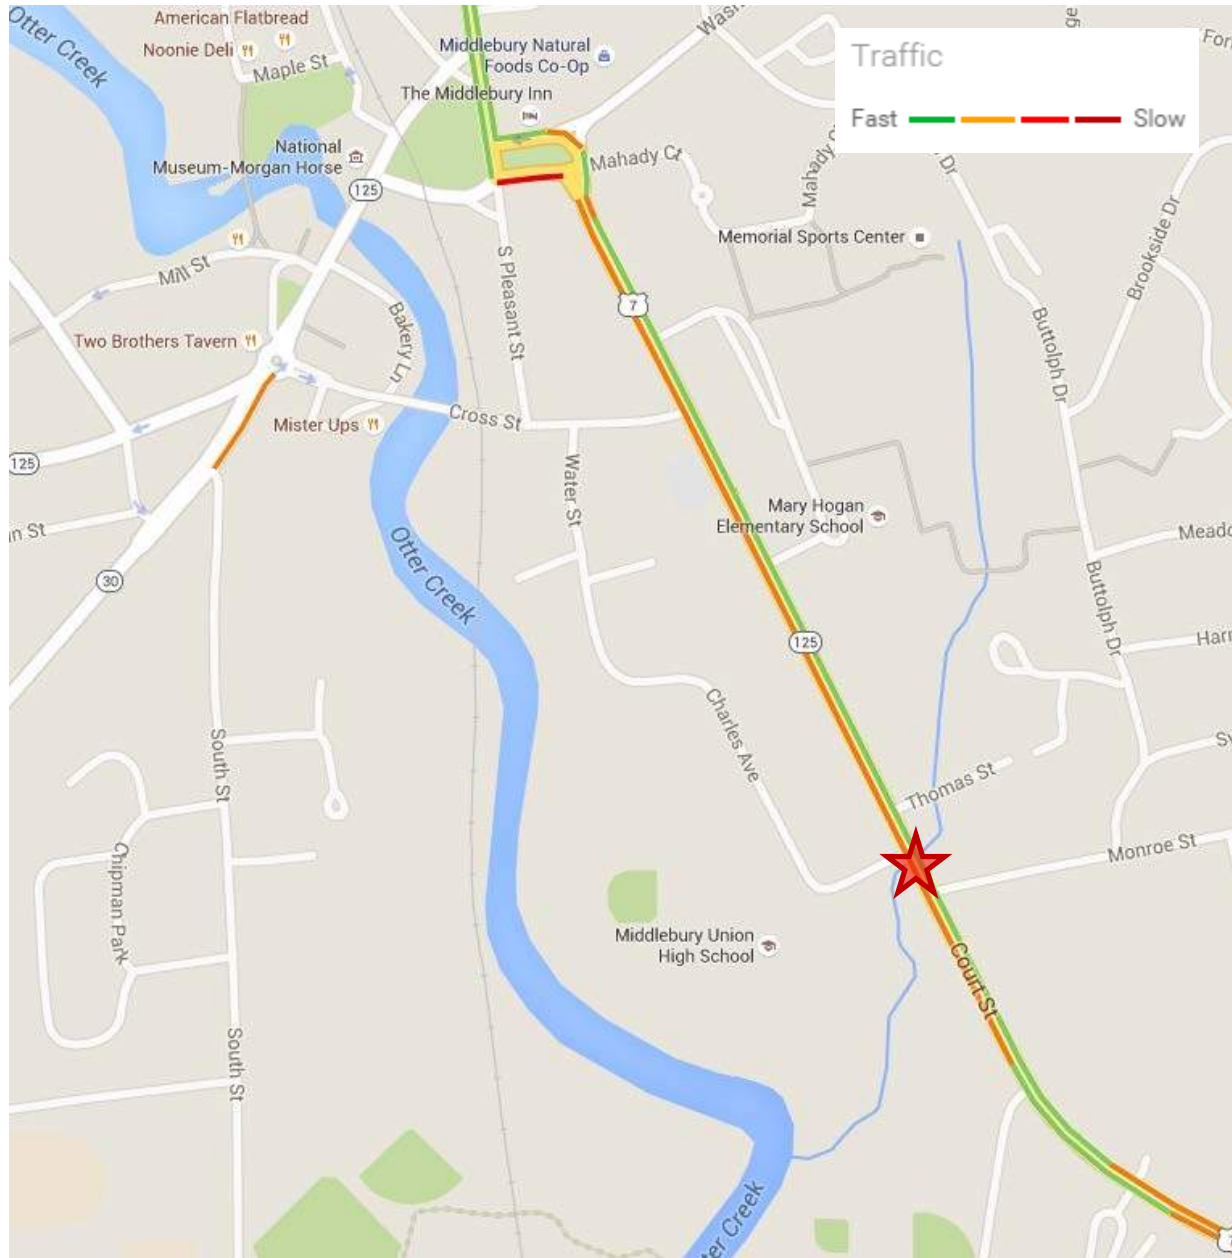 Otter Creek
American Flatbread
Noonie Deli
Maple St
Middlebury Natural
Foods Co-Op
The Middlebury Inn
Traffic
Fast
Slow
National
Museum-Morgan Horse
125
Mahady Ct
Mahady
Dr
Memorial Sports Center
Brookside Dr
Mill St
S Pleasant St
7
Buttolph Dr
Two Brothers Tavern
Bakery Ln
Mister Ups
Cross St
125
Water St
Mary Hogan
Elementary School
n St
Otter Creek
30
Buttolph Dr
125
South St
Charles Ave
Thomas St
Monroe St
Chipman Park
Middlebury Union
High School
Court St
South St
Creek